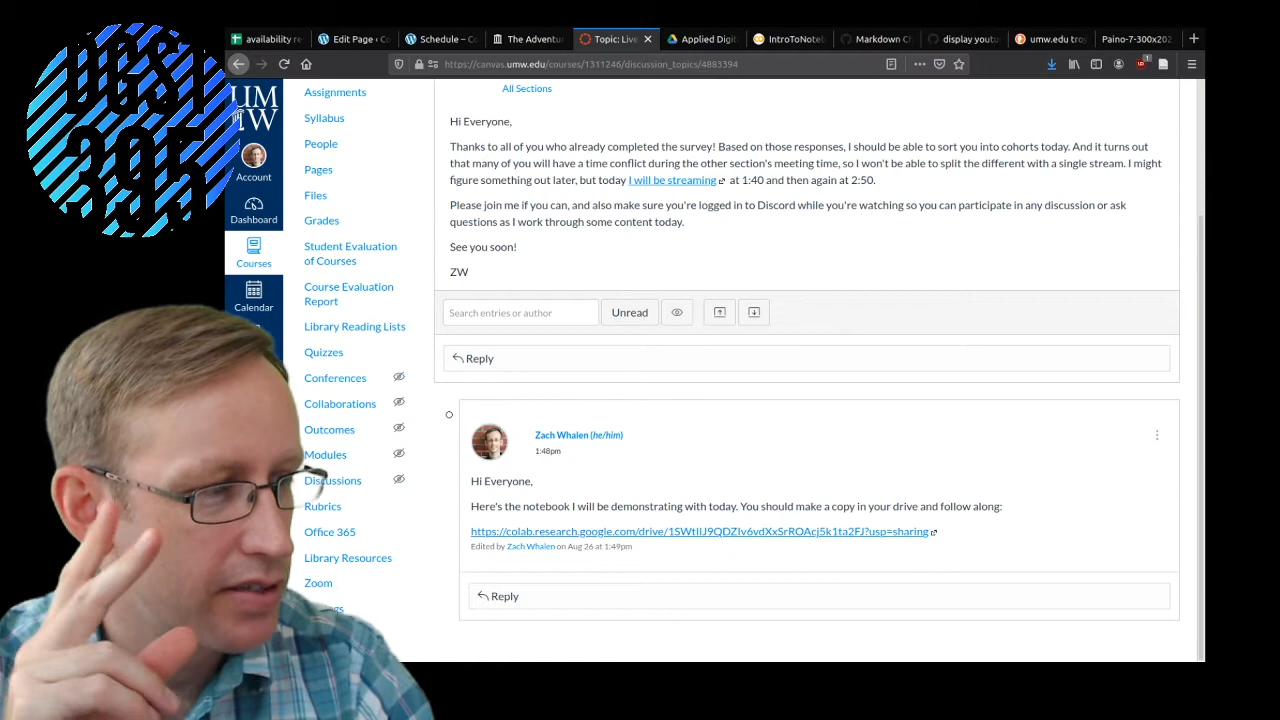 availability re
Edit Page ‹ Co
Schedule – Co
The Adventur
Topic: Live
Applied Digit
IntroToNoteb
Markdown Ch
display youtu
umw.edu troy
Paino-7-300x202
https://canvas.umw.edu/courses/1311246/discussion_topics/4883394
UMW
Account
Dashboard
Courses
Calendar
Assignments
Syllabus
People
Pages
Files
Grades
Student Evaluation
of Courses
Course Evaluation
Report
Library Reading Lists
Quizzes
Conferences
Collaborations
Outcomes
Modules
Discussions
Rubrics
Office 365
Library Resources
Zoom
All Sections
Hi Everyone,
Thanks to all of you who already completed the survey! Based on those responses, I should be able to sort you into cohorts today. And it turns out
that many of you will have a time conflict during the other section's meeting time, so I won't be able to split the different with a single stream. I might
figure something out later, but today I will be streaming at 1:40 and then again at 2:50.
Please join me if you can, and also make sure you're logged in to Discord while you're watching so you can participate in any discussion or ask
questions as I work through some content today.
See you soon!
ZW
Search entries or author
Unread
Reply
Zach Whalen (he/him)
1:48pm
Hi Everyone,
Here's the notebook I will be demonstrating with today. You should make a copy in your drive and follow along:
https://colab.research.google.com/drive/1SWtlIJ9QDZIv6vdXxSrROAcj5k1ta2FJ?usp=sharing
Edited by Zach Whalen on Aug 26 at 1:49pm
Reply